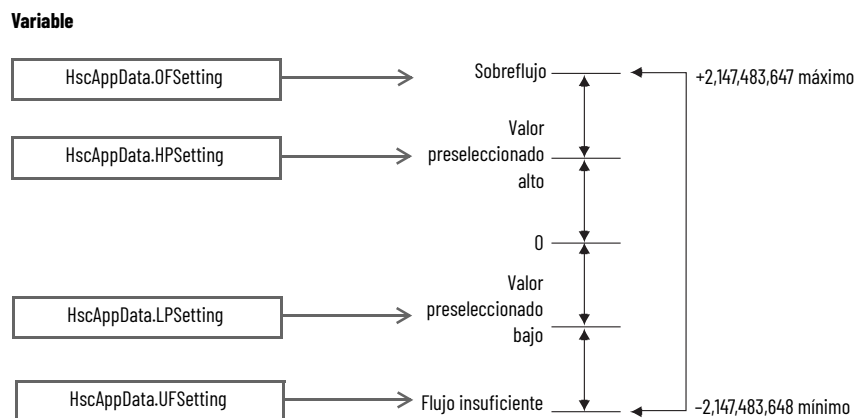 Variable
HscAppData.OFSetting
Sobreflujo
+2,147,483,647 máximo
HscAppData.HPSetting
Valor
preseleccionado
alto
0
HscAppData.LPSetting
Valor
preseleccionado
bajo
HscAppData.UFSetting
Flujo insuficiente
−2,147,483,648 mínimo